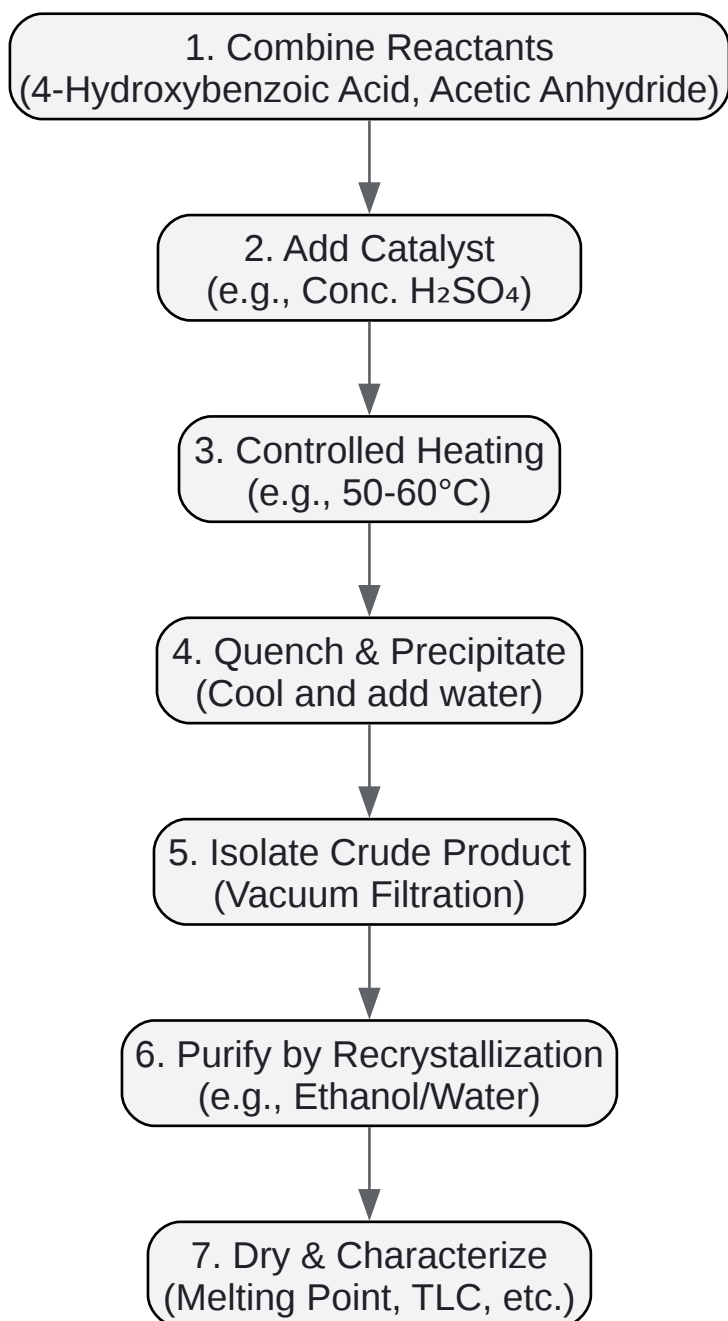 1. Combine Reactants
(4-Hydroxybenzoic Acid, Acetic Anhydride)
2. Add Catalyst
(e.g., Conc. H₂SO₄)
3. Controlled Heating
(e.g., 50-60°C)
4. Quench & Precipitate
(Cool and add water)
5. Isolate Crude Product
(Vacuum Filtration)
6. Purify by Recrystallization
(e.g., Ethanol/Water)
7. Dry & Characterize
(Melting Point, TLC, etc.)